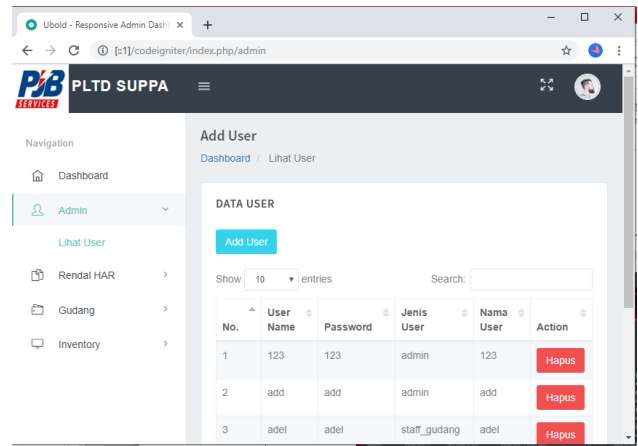 Ubold - Responsive Admin Dash
[::1]/codeigniter/index.php/admin
PJB
SERVICES
PLTD SUPPA
Navigation
Dashboard
Admin
Lihat User
Rendal HAR
Gudang
Inventory
Add User
Dashboard / Lihat User
DATA USER
Add User
Show 10 entries Search:
No. User Name Password Jenis User Nama User Action
1 123 123 admin 123 Hapus
2 add add admin add Hapus
3 adel adel staff_gudang adel Hapus